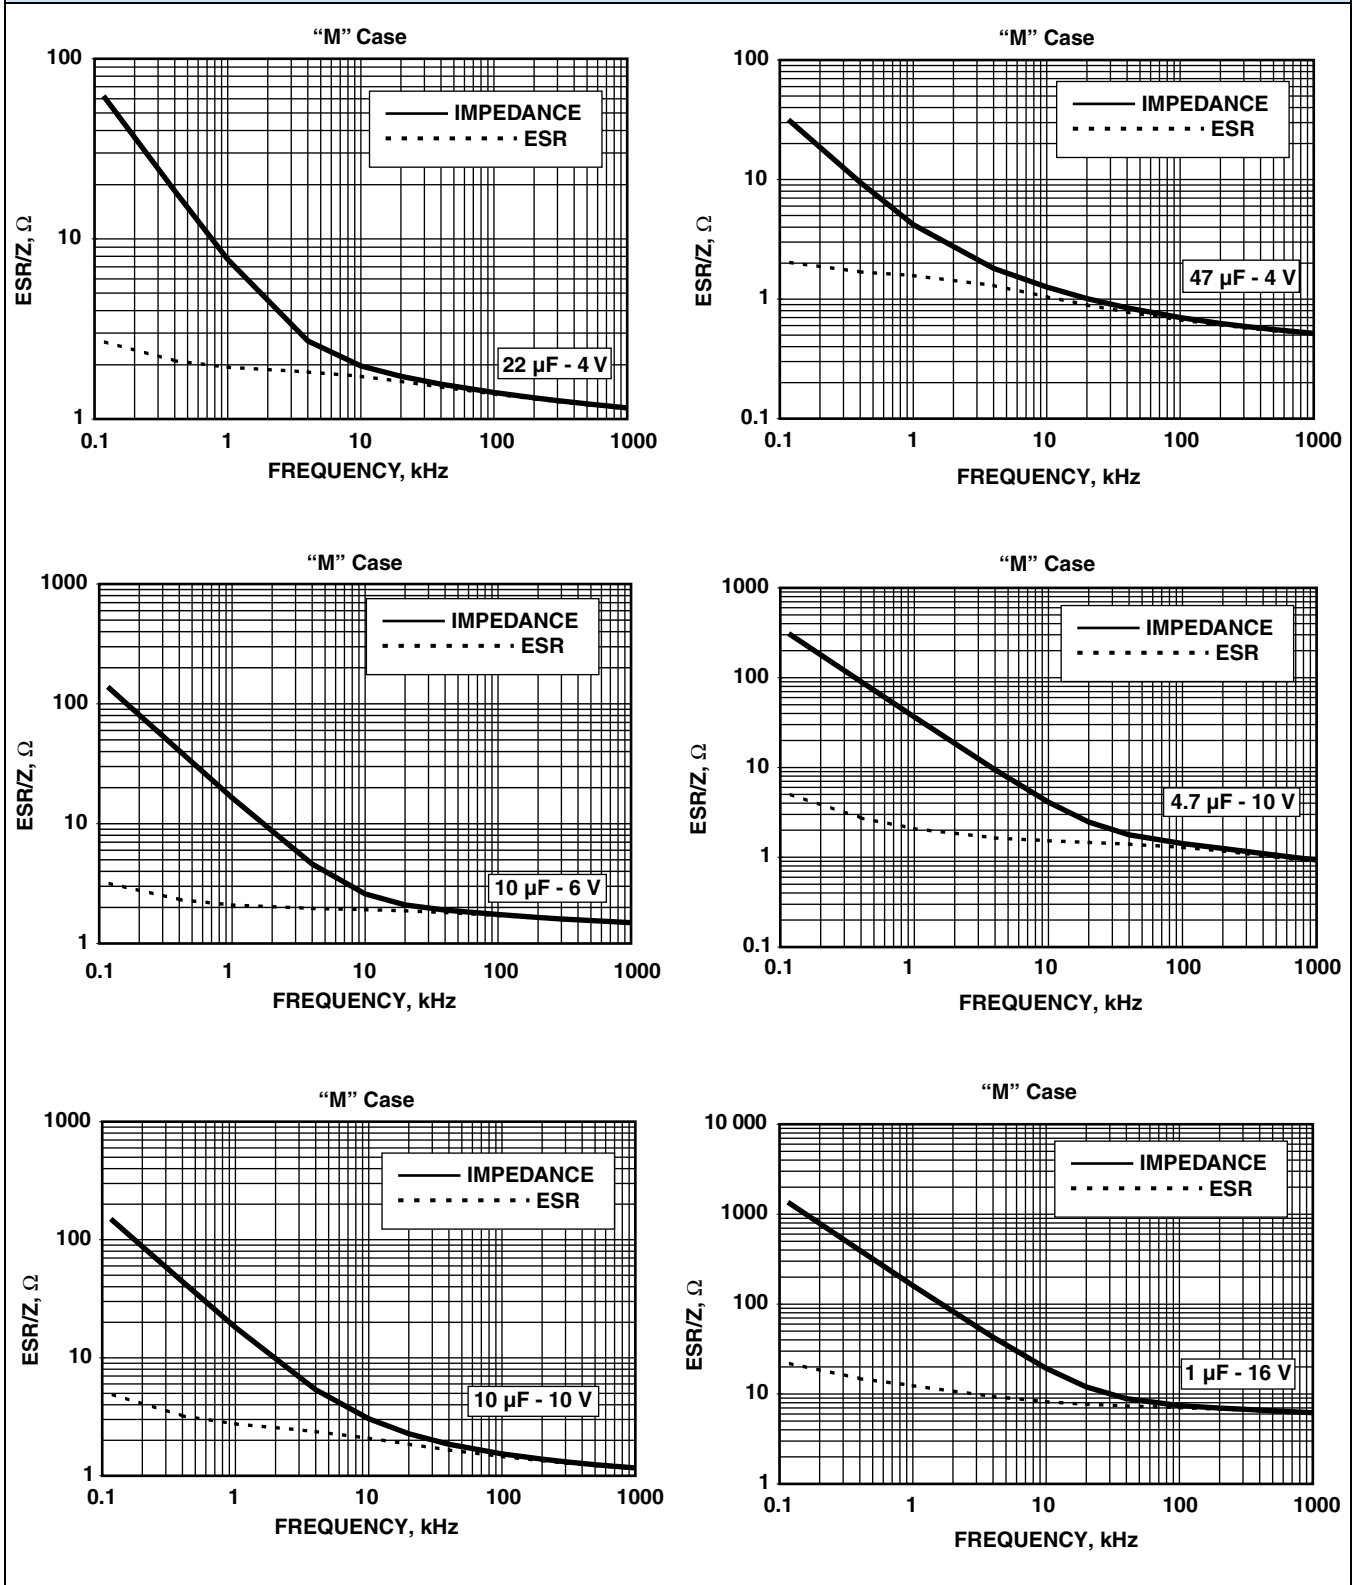 “M” Case
100
IMPEDANCE
ESR
10
ESR/Z, Ω
22 µF - 4 V
1
0.1 1 10 100 1000
FREQUENCY, kHz
“M” Case
100
IMPEDANCE
ESR
10
ESR/Z, Ω
47 µF - 4 V
1
0.1
0.1 1 10 100 1000
FREQUENCY, kHz
“M” Case
1000
IMPEDANCE
ESR
100
ESR/Z, Ω
10
10 µF - 6 V
1
0.1 1 10 100 1000
FREQUENCY, kHz
“M” Case
1000
IMPEDANCE
ESR
100
10
ESR/Z, Ω
4.7 µF - 10 V
1
0.1
0.1 1 10 100 1000
FREQUENCY, kHz
“M” Case
1000
IMPEDANCE
ESR
100
ESR/Z, Ω
10
10 µF - 10 V
1
0.1 1 10 100 1000
FREQUENCY, kHz
“M” Case
10 000
IMPEDANCE
ESR
1000
100
ESR/Z, Ω
1 µF - 16 V
10
1
0.1 1 10 100 1000
FREQUENCY, kHz